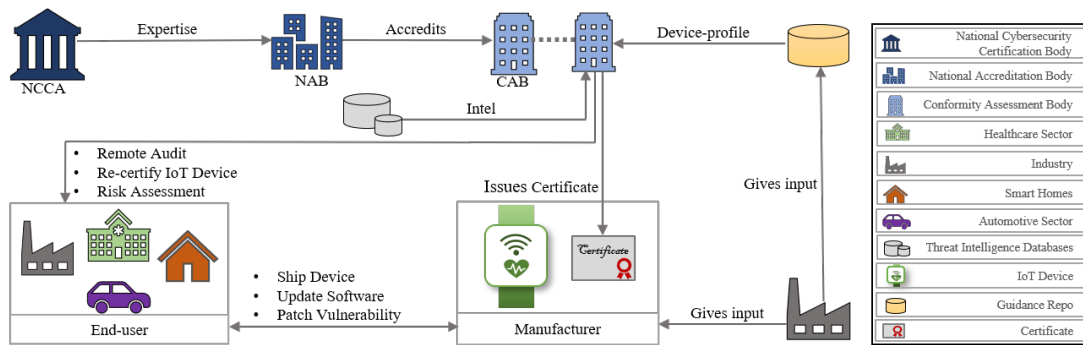 Expertise
Accredits
Device-profile
NCCA
NAB
CAB
Intel
• Remote Audit
• Re-certify IoT Device
• Risk Assessment
Issues Certificate
Gives input
Certificate
• Ship Device
• Update Software
• Patch Vulnerability
Gives input
End-user
Manufacturer
National Cybersecurity
Certification Body
National Accreditation Body
Conformity Assessment Body
Healthcare Sector
Industry
Smart Homes
Automotive Sector
Threat Intelligence Databases
IoT Device
Guidance Repo
Certificate